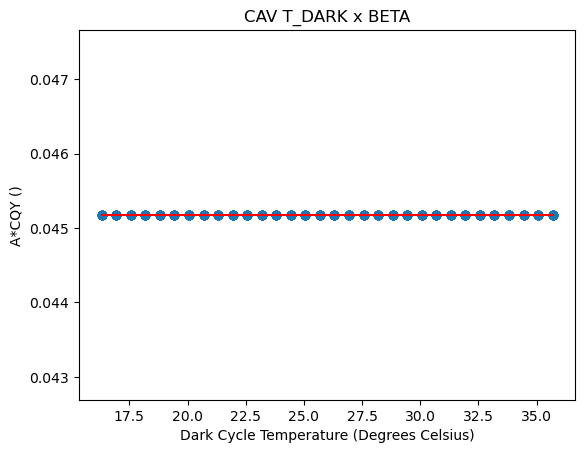 CAV T_DARK x BETA
0.047
0.046
0.045
0.044
0.043
A*CQY ()
17.5 20.0 22.5 25.0 27.5 30.0 32.5 35.0
Dark Cycle Temperature (Degrees Celsius)